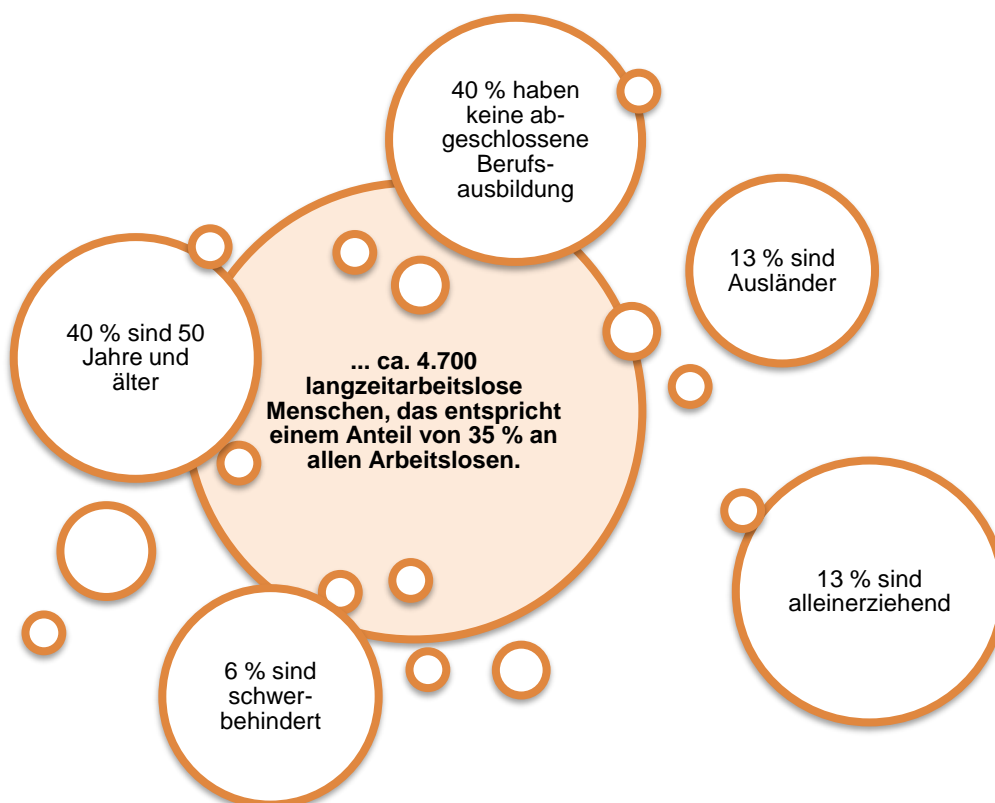 40 % haben
keine ab-
geschlossene
Berufs-
ausbildung
13 % sind
Ausländer
40 % sind 50
Jahre und
älter
... ca. 4.700
langzeitarbeitslose
Menschen, das entspricht
einem Anteil von 35 % an
allen Arbeitslosen.
13 % sind
alleinerziehend
6 % sind
schwer-
behindert